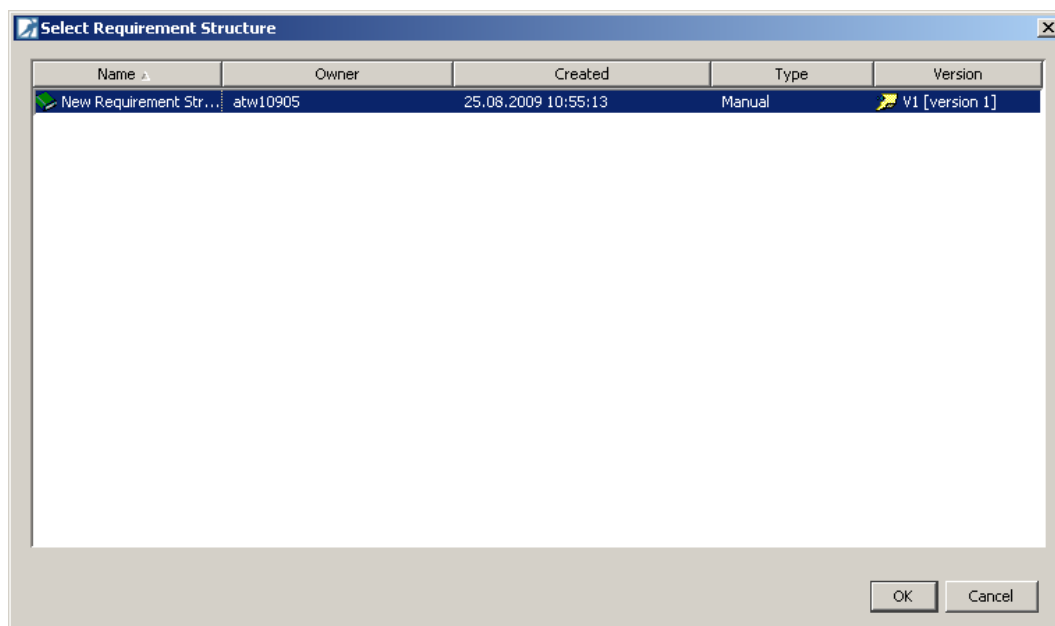 Select Requirement Structure
Name Owner Created Type Version
New Requirement Str... atw10905 25.08.2009 10:55:13 Manual V1 [version 1]
OK Cancel